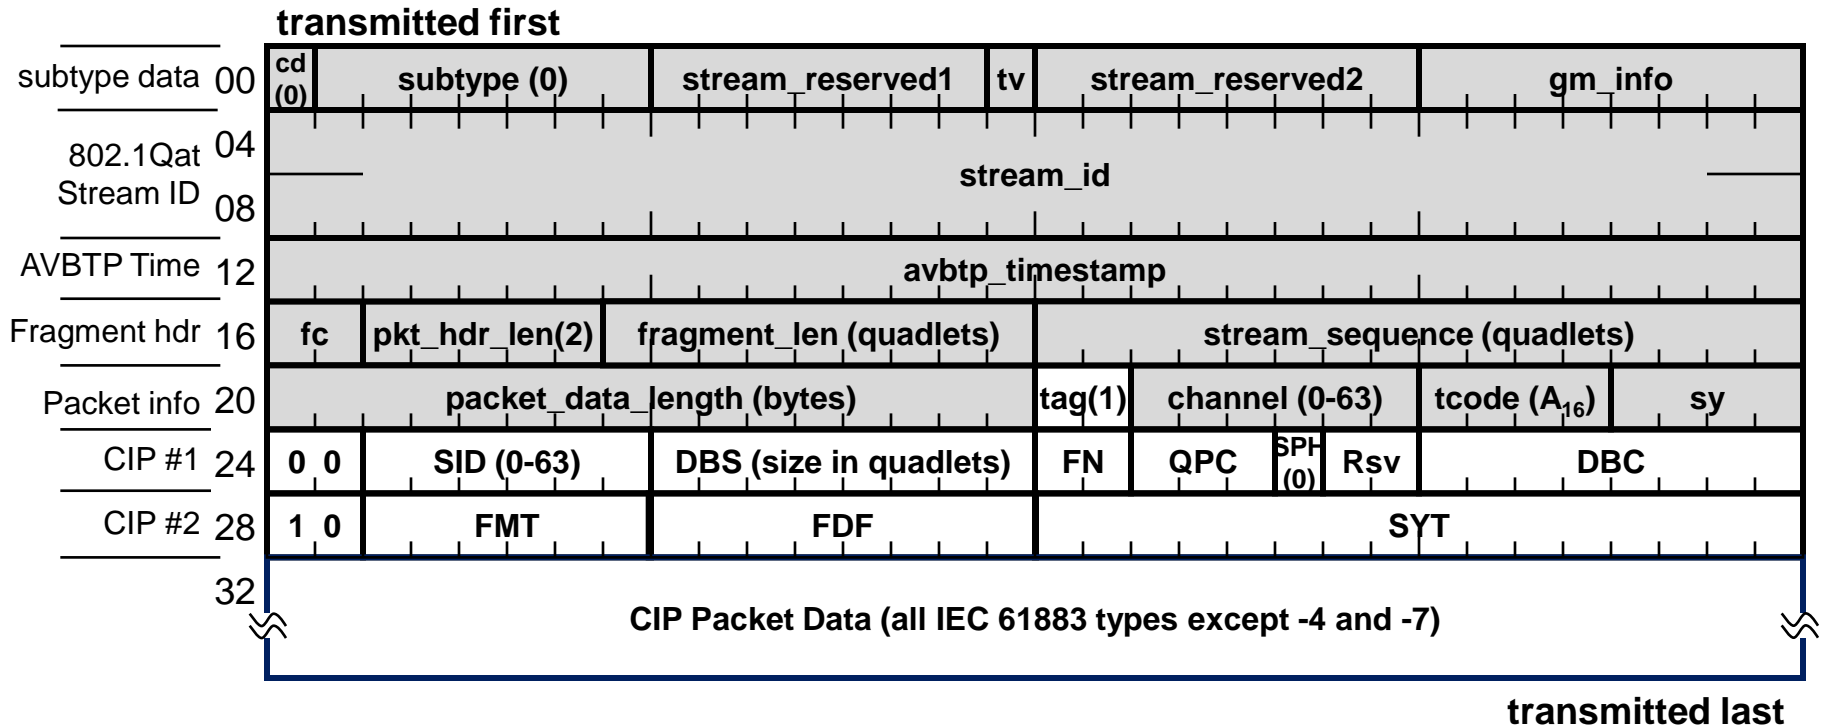 transmitted first
subtype data 00 cd (0) subtype (0) stream_reserved1 tv stream_reserved2 gm_info
802.1Qat Stream ID 04 08 stream_id
AVBTP Time 12 avbtp_timestamp
Fragment hdr 16 fc pkt_hdr_len(2) fragment_len (quadlets) stream_sequence (quadlets)
Packet info 20 packet_data_length (bytes) tag(1) channel (0-63) tcode (A₁₆) sy
CIP #1 24 0 0 SID (0-63) DBS (size in quadlets) FN QPC SPH (0) Rsv DBC
CIP #2 28 1 0 FMT FDF SYT
32 CIP Packet Data (all IEC 61883 types except -4 and -7)
transmitted last